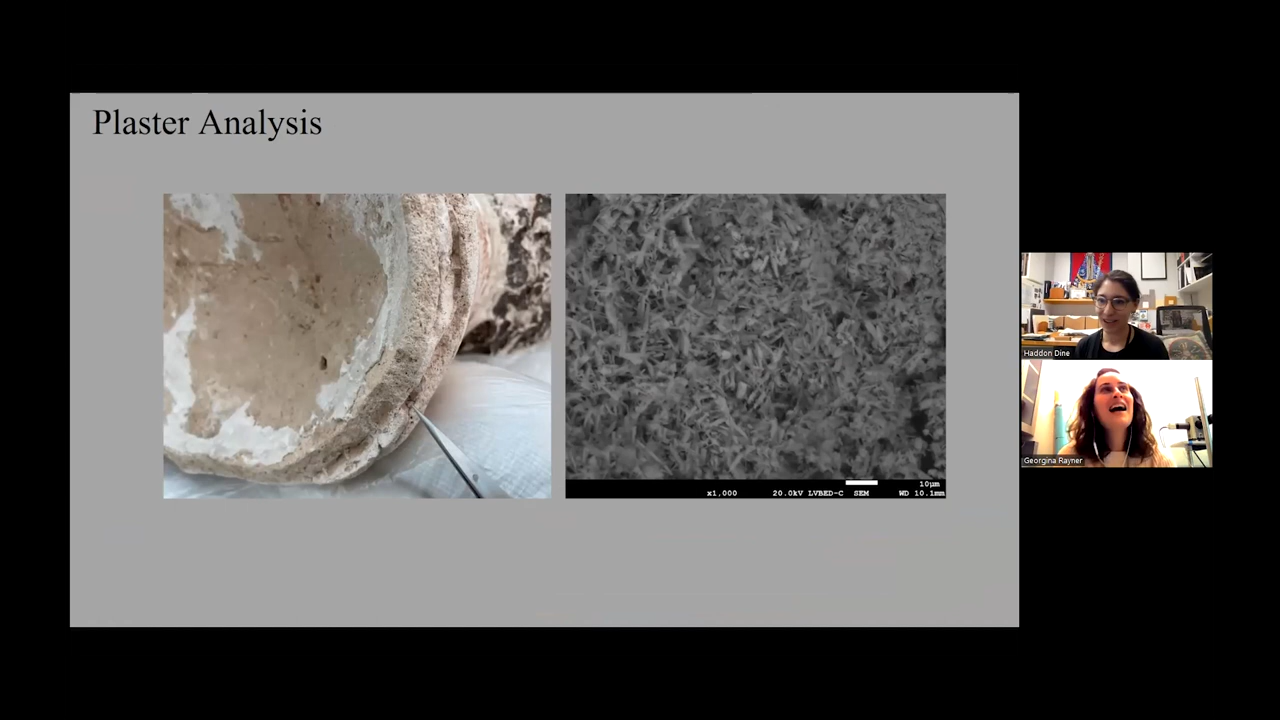 Plaster Analysis
x1,000 20.0kV LVBED-C SEM WD 10.1mm
10µm
Haddon Dine
Georgina Rayner